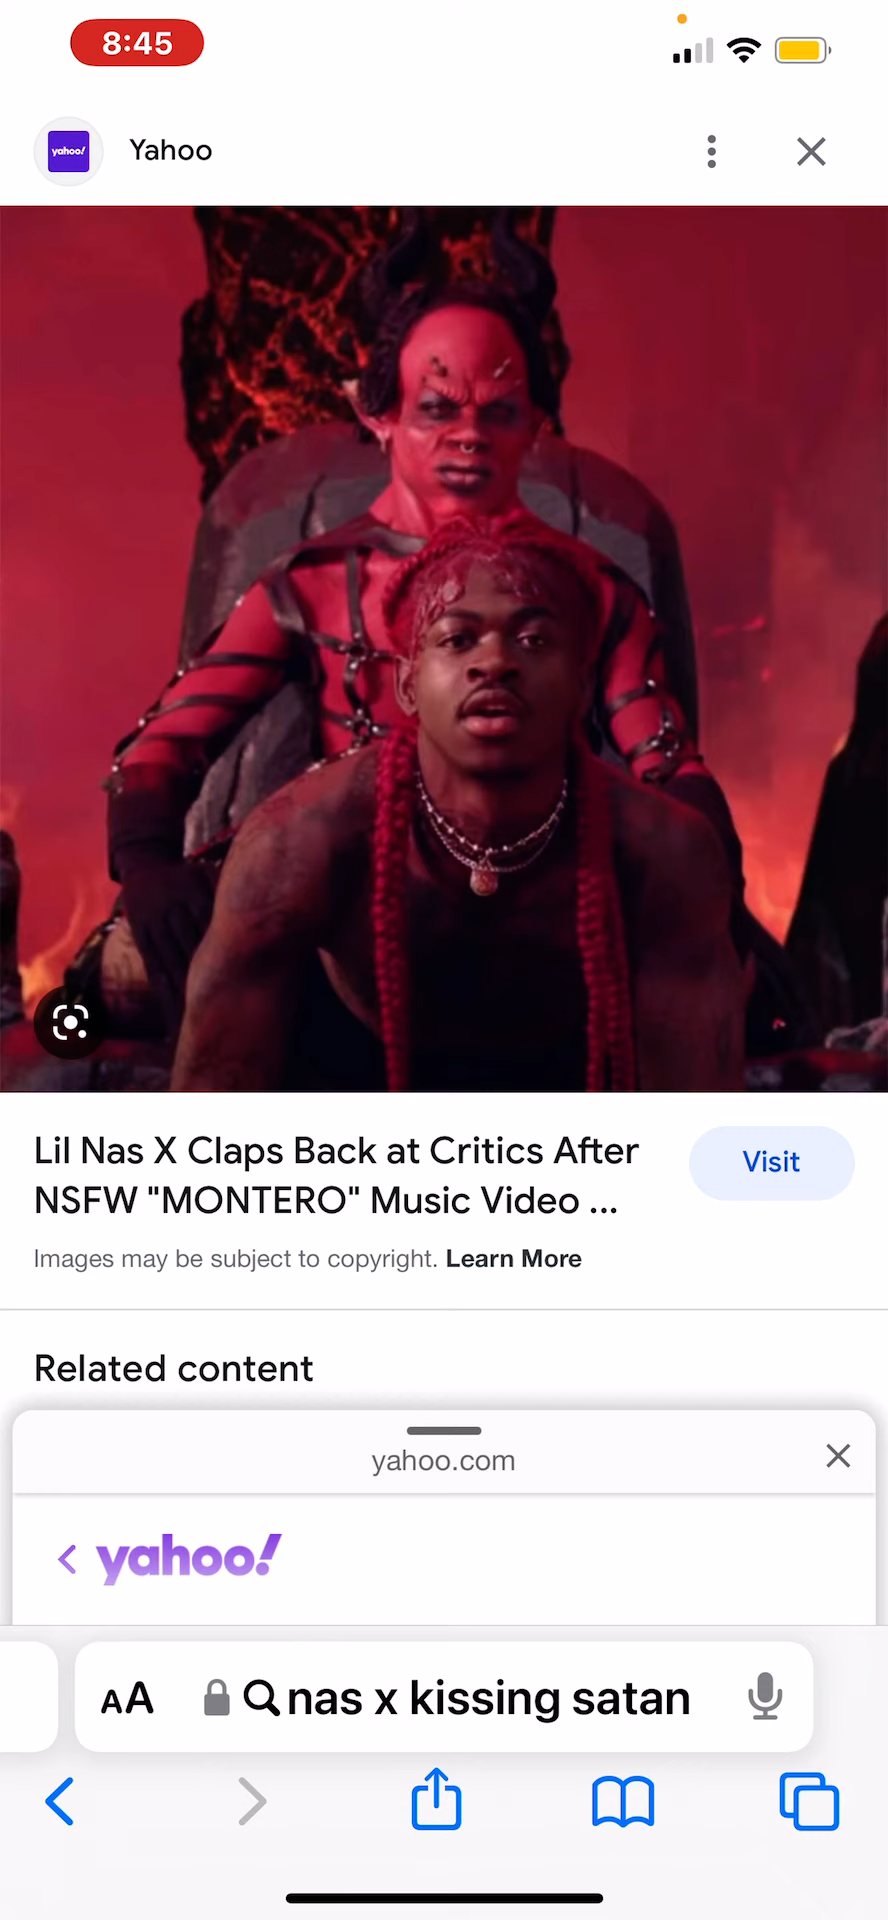 8:45
yahoo!
Yahoo
Lil Nas X Claps Back at Critics After
NSFW "MONTERO" Music Video ...
Visit
Images may be subject to copyright. Learn More
Related content
yahoo.com
yahoo!
AA
nas x kissing satan